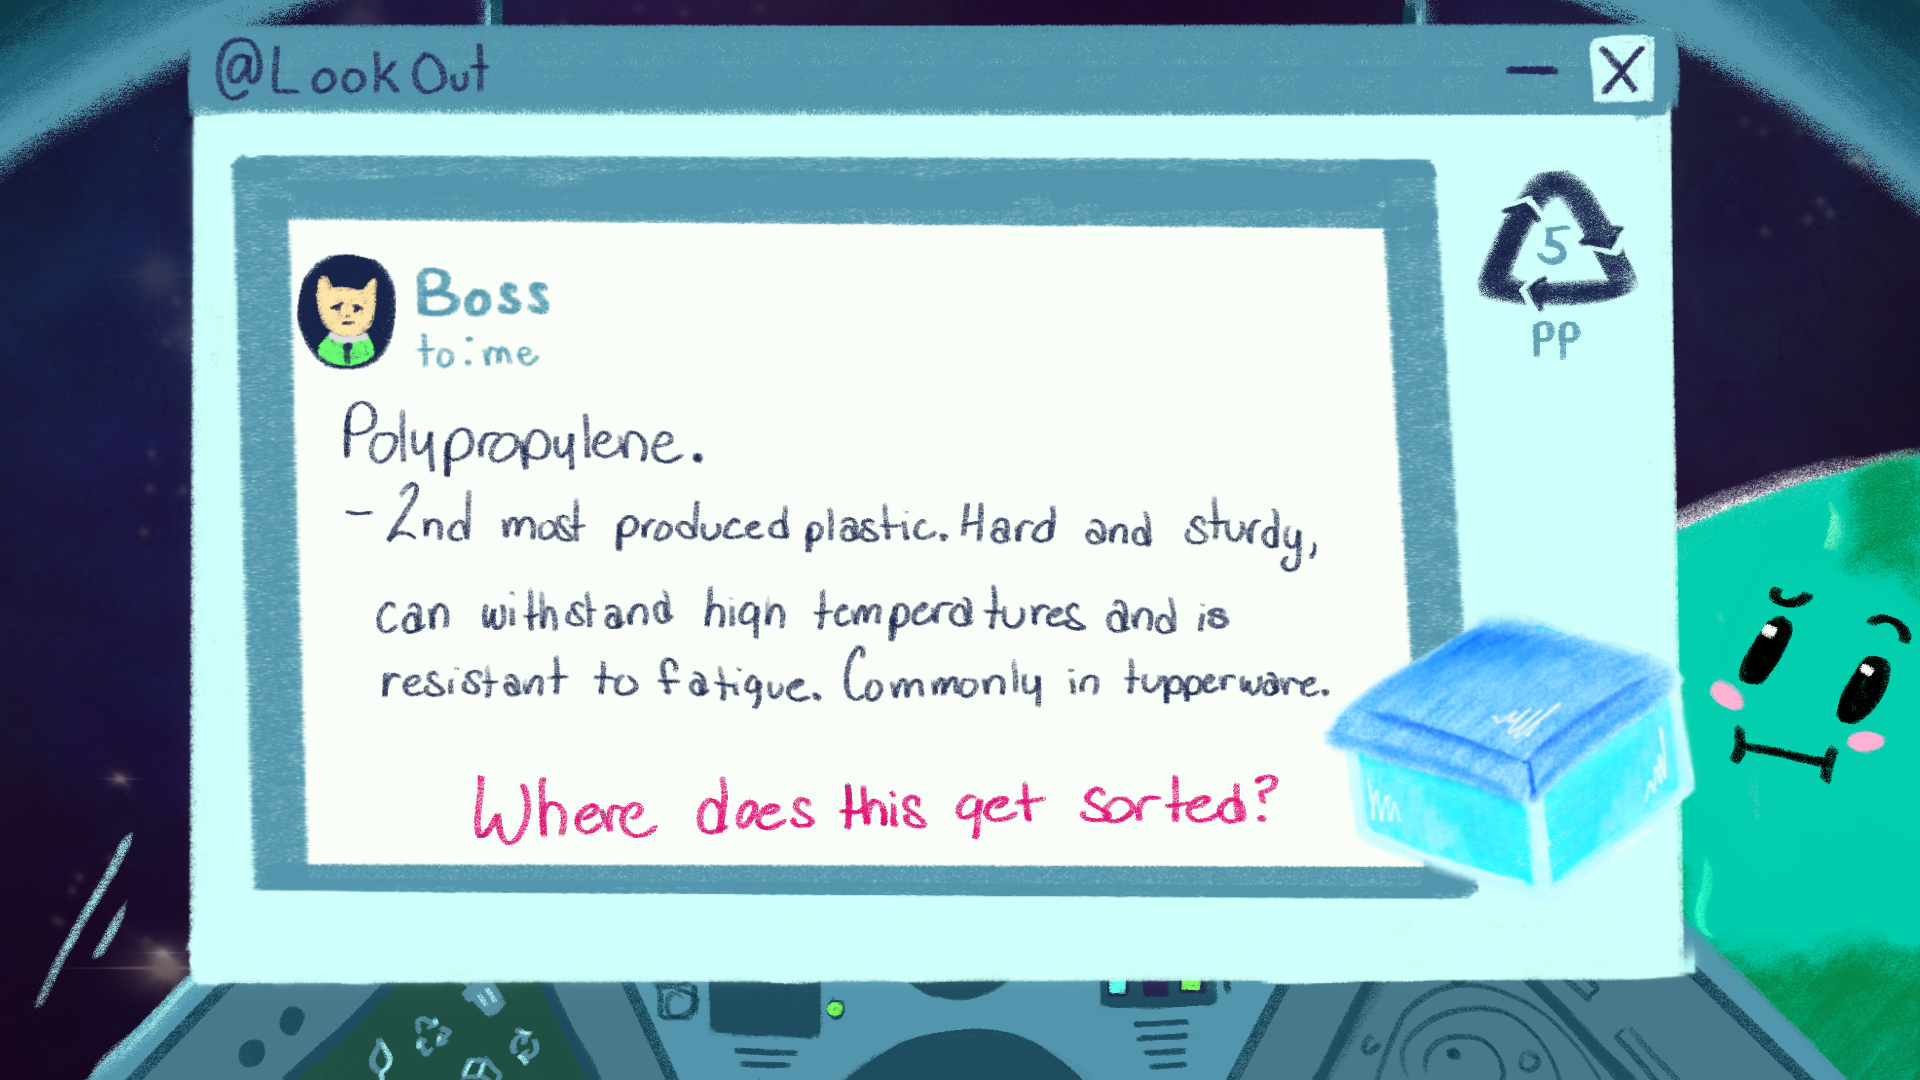 @LookOut
Boss
to:me
5
PP
Polypropylene.
- 2nd most produced plastic. Hard and sturdy,
can withstand high temperatures and is
resistant to fatigue. Commonly in tupperware.
Where does this get sorted?